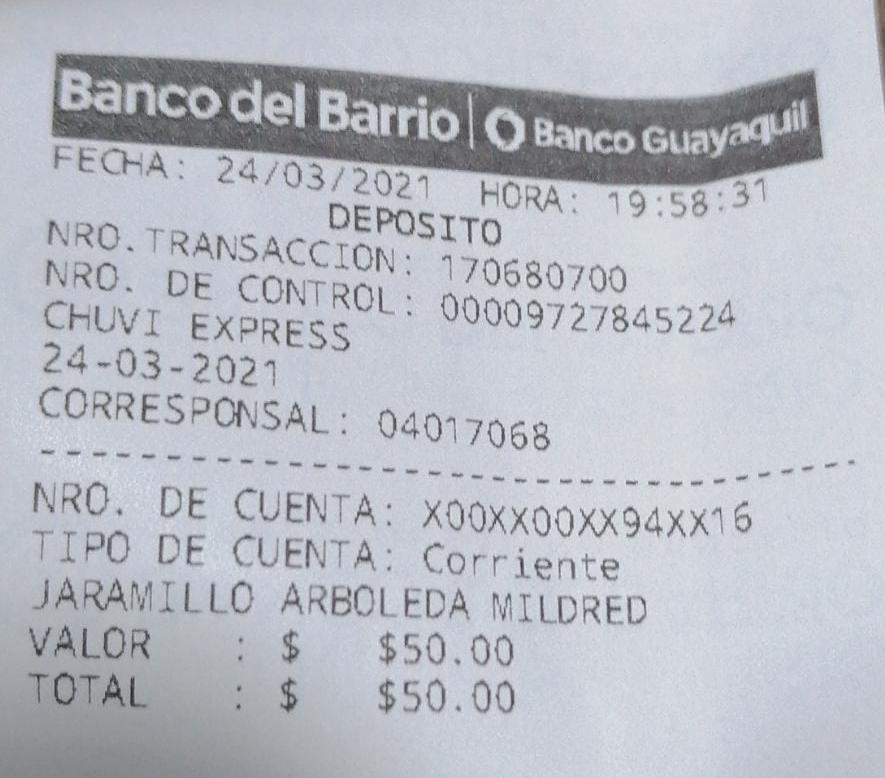 Banco del Barrio | Banco Guayaquil
FECHA: 24/03/2021 HORA: 19:58:31
DEPOSITO
NRO.TRANSACCION: 170680700
NRO. DE CONTROL: 00009727845224
CHUVI EXPRESS
24-03-2021
CORRESPONSAL: 04017068
NRO. DE CUENTA: X00XX00XX94XX16
TIPO DE CUENTA: Corriente
JARAMILLO ARBOLEDA MILDRED
VALOR : $ $50.00
TOTAL : $ $50.00